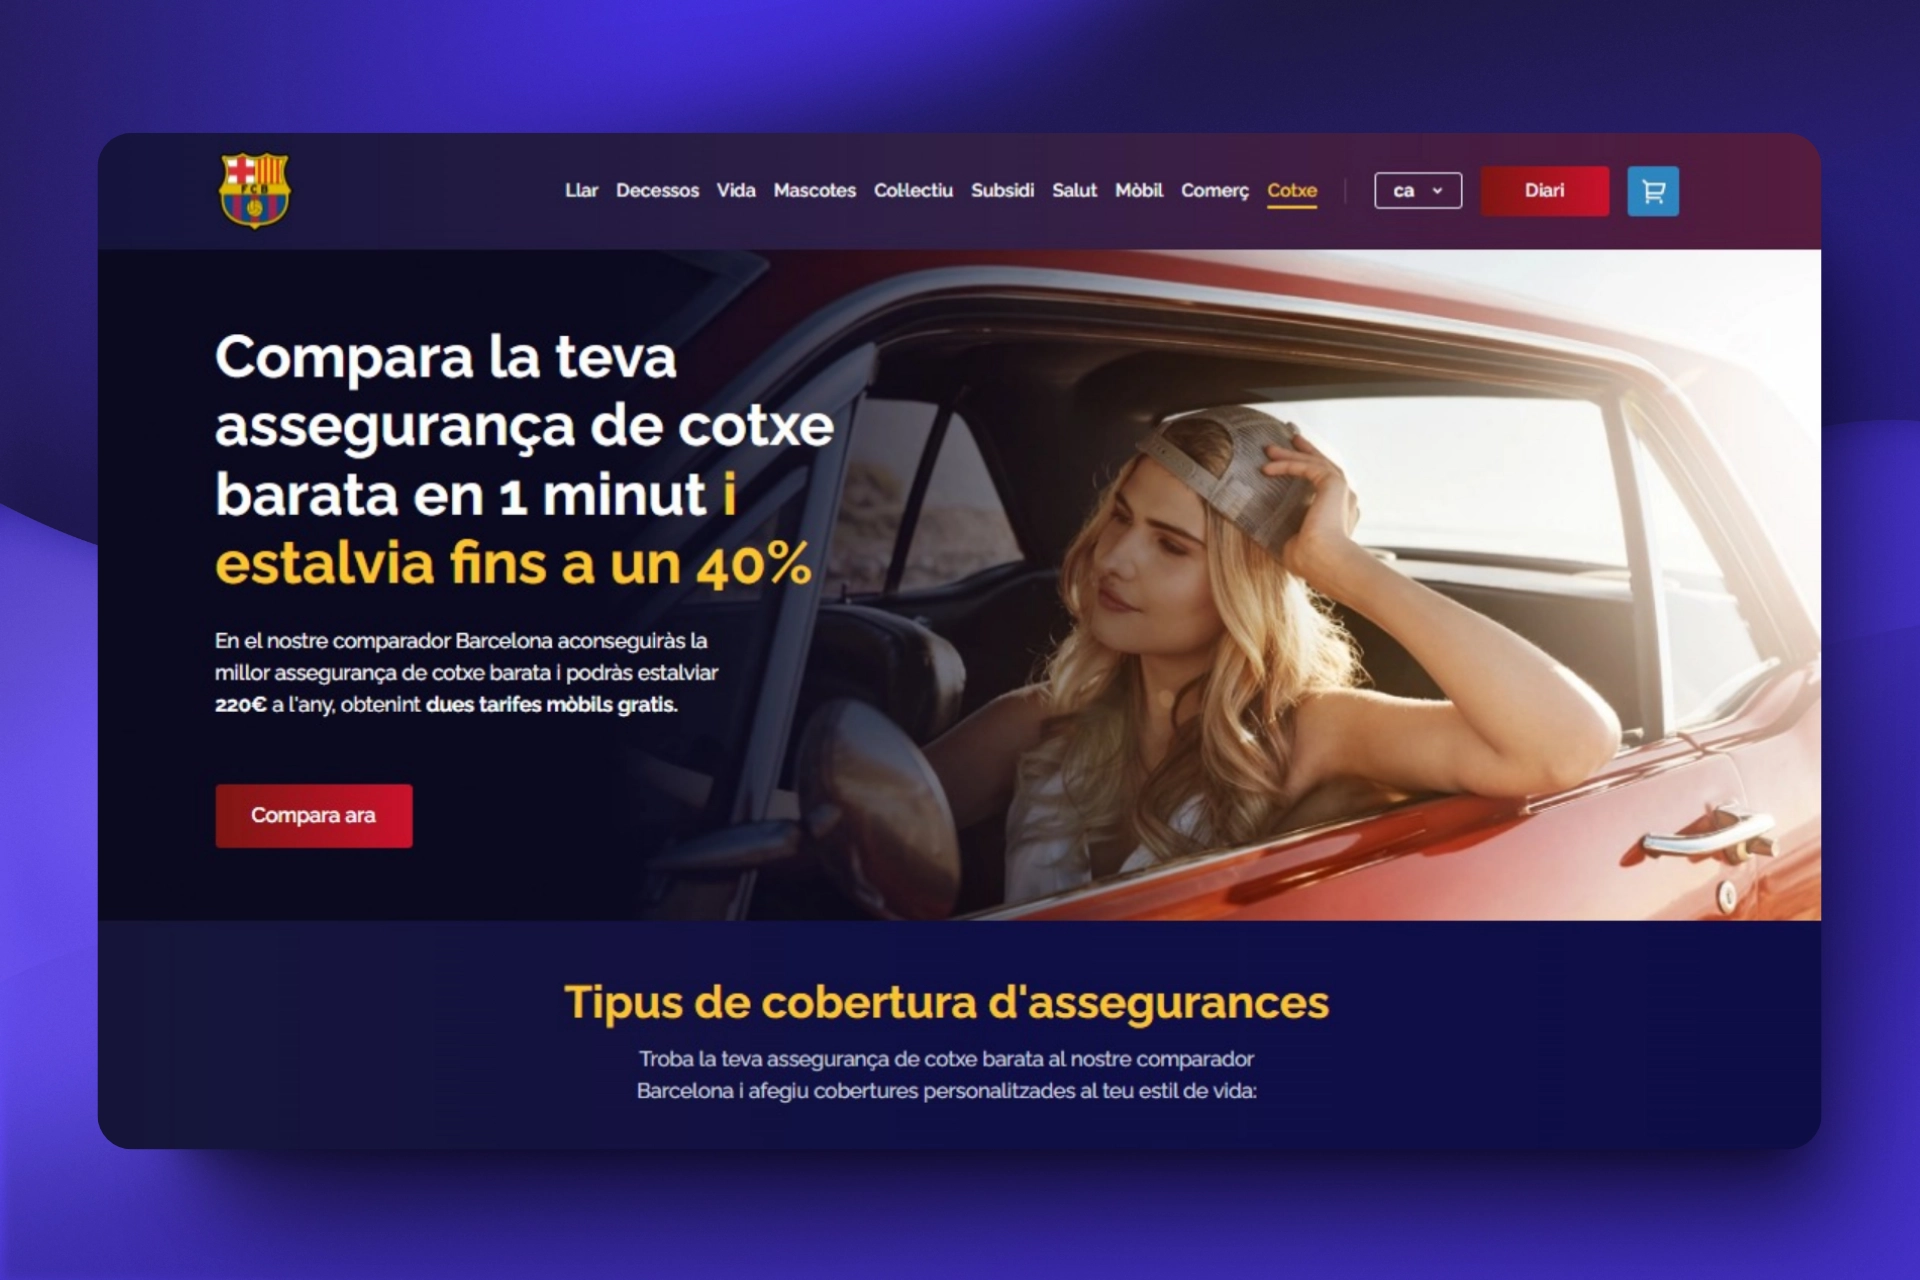 FCB
Llar Decessos Vida Mascotes Col·lectiu Subsidi Salut Mòbil Comerç Cotxe ca Diari
Compara la teva
assegurança de cotxe
barata en 1 minut i
estalvia fins a un 40%
En el nostre comparador Barcelona aconseguiràs la
millor assegurança de cotxe barata i podràs estalviar
220€ a l'any, obtenint dues tarifes mòbils gratis.
Compara ara
Tipus de cobertura d'assegurances
Troba la teva assegurança de cotxe barata al nostre comparador
Barcelona i afegiu cobertures personalitzades al teu estil de vida: